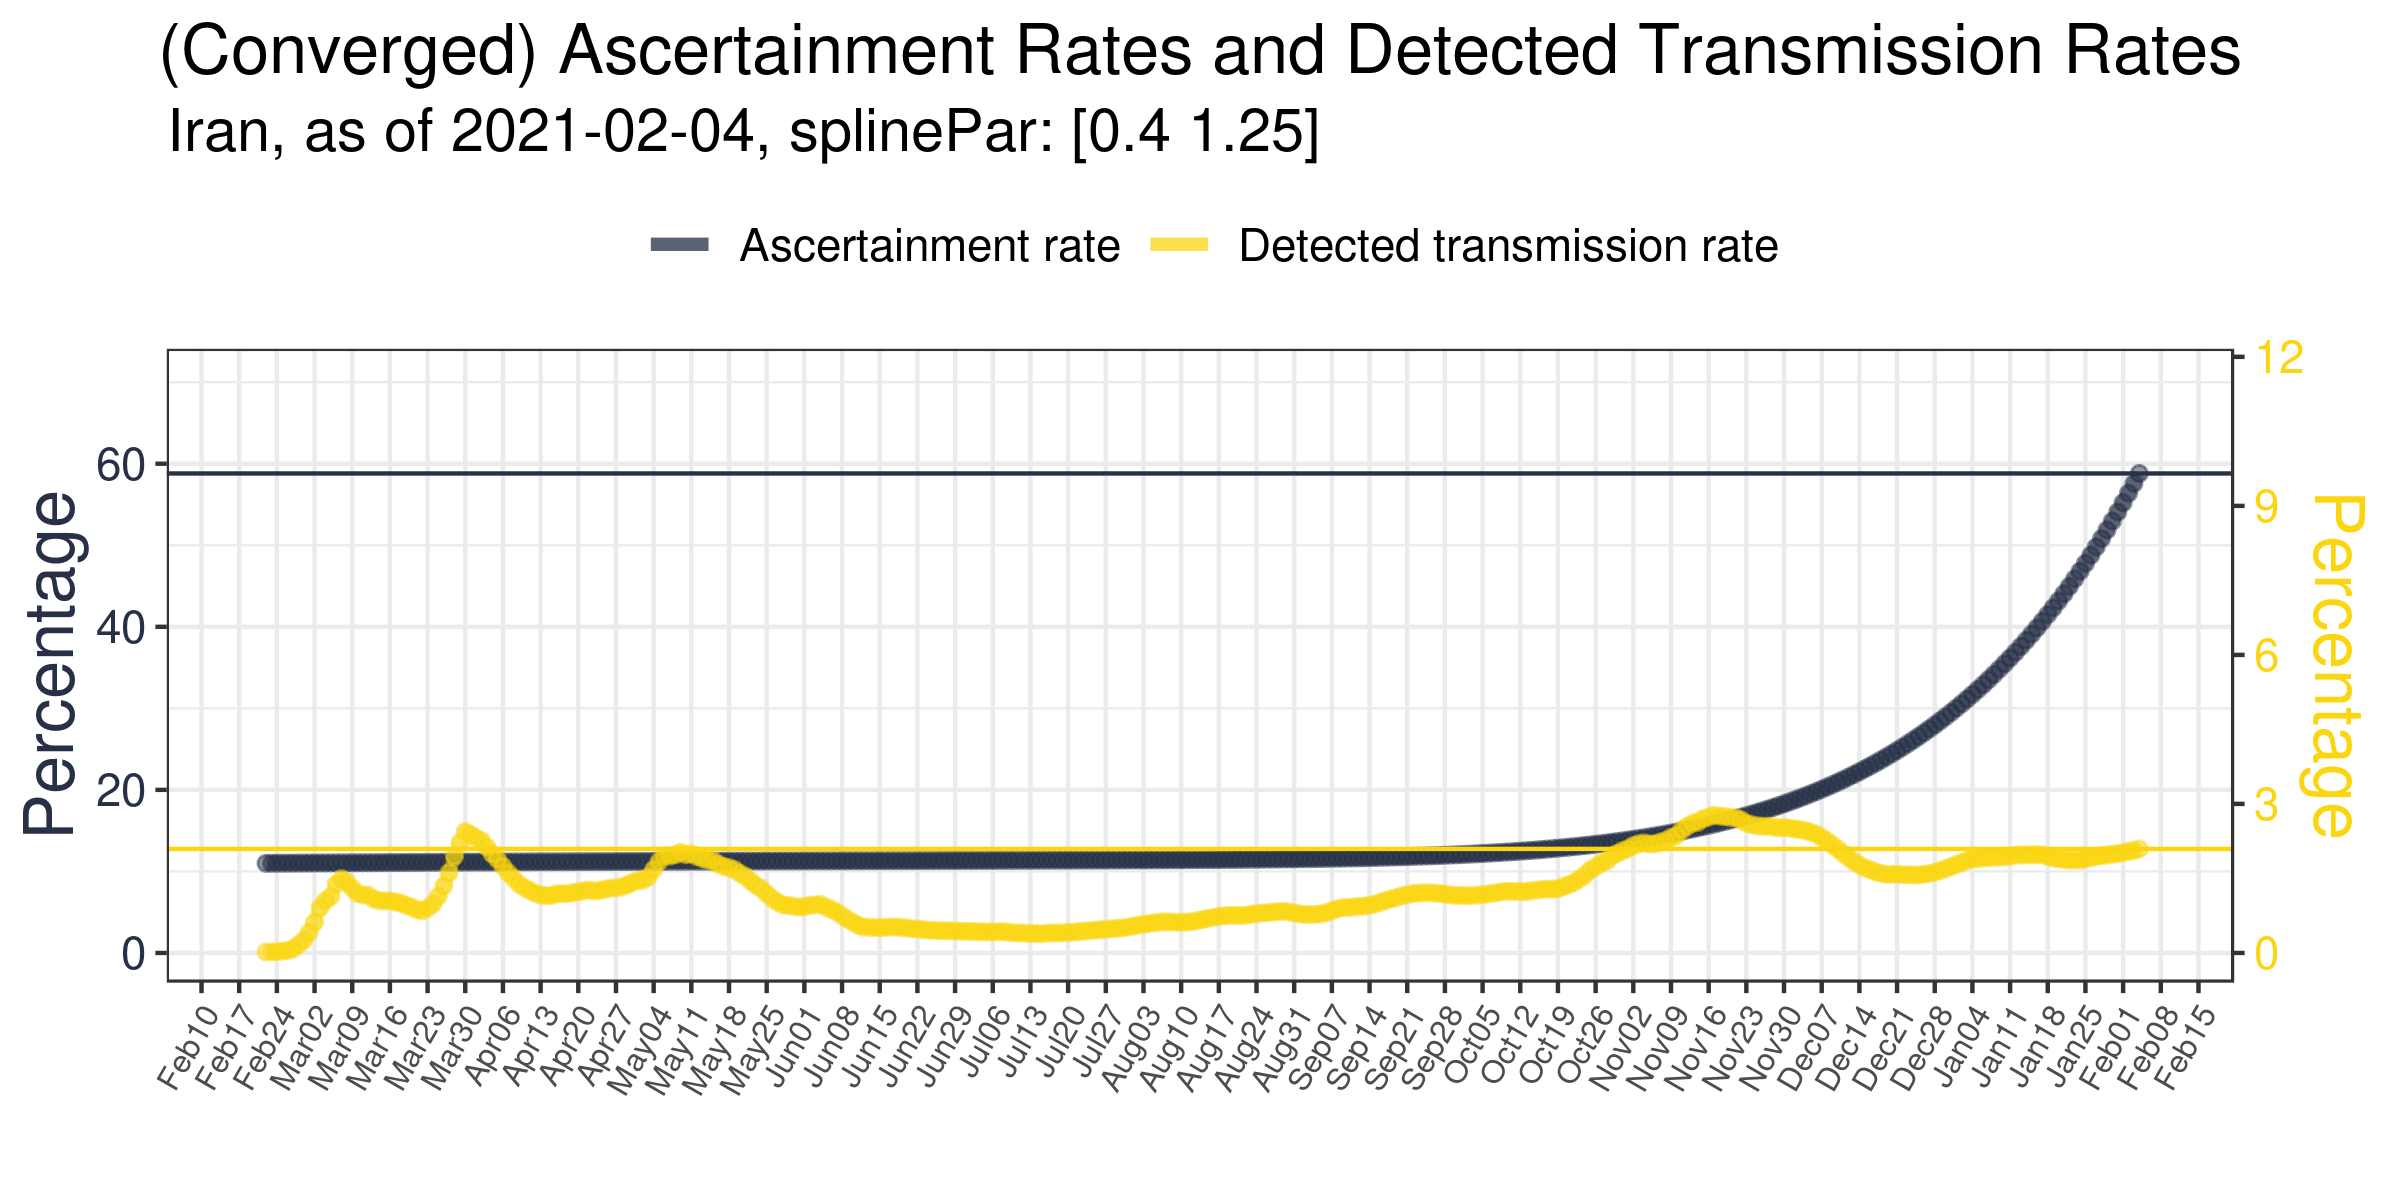 (Converged) Ascertainment Rates and Detected Transmission Rates
Iran, as of 2021-02-04, splinePar: [0.4 1.25]
Ascertainment rate
Detected transmission rate
Percentage
60
40
20
0
12
9
6
3
0
Percentage
Feb10
Feb17
Feb24
Mar02
Mar09
Mar16
Mar23
Mar30
Apr06
Apr13
Apr20
Apr27
May04
May11
May18
May25
Jun01
Jun08
Jun15
Jun22
Jun29
Jul06
Jul13
Jul20
Jul27
Aug03
Aug10
Aug17
Aug24
Aug31
Sep07
Sep14
Sep21
Sep28
Oct05
Oct12
Oct19
Oct26
Nov02
Nov09
Nov16
Nov23
Nov30
Dec07
Dec14
Dec21
Dec28
Jan04
Jan11
Jan18
Jan25
Feb01
Feb08
Feb15